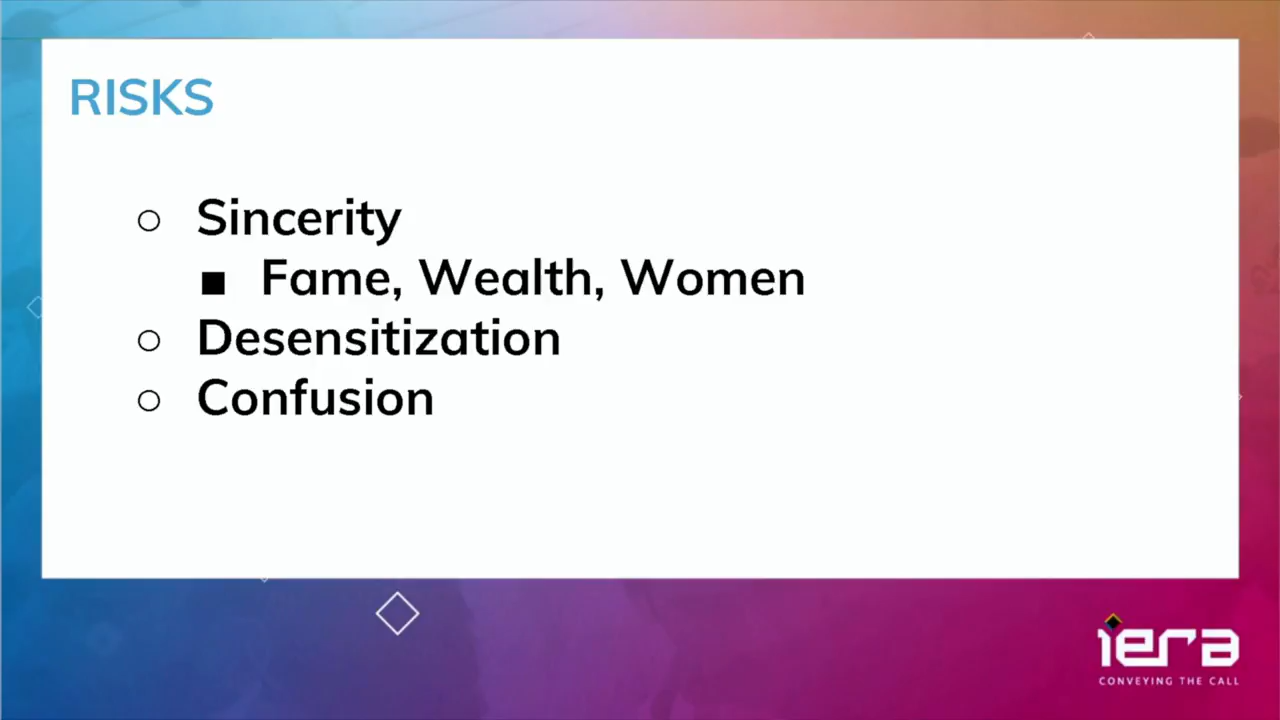 RISKS
○ Sincerity
■ Fame, Wealth, Women
○ Desensitization
○ Confusion
iera
CONVEYING THE CALL